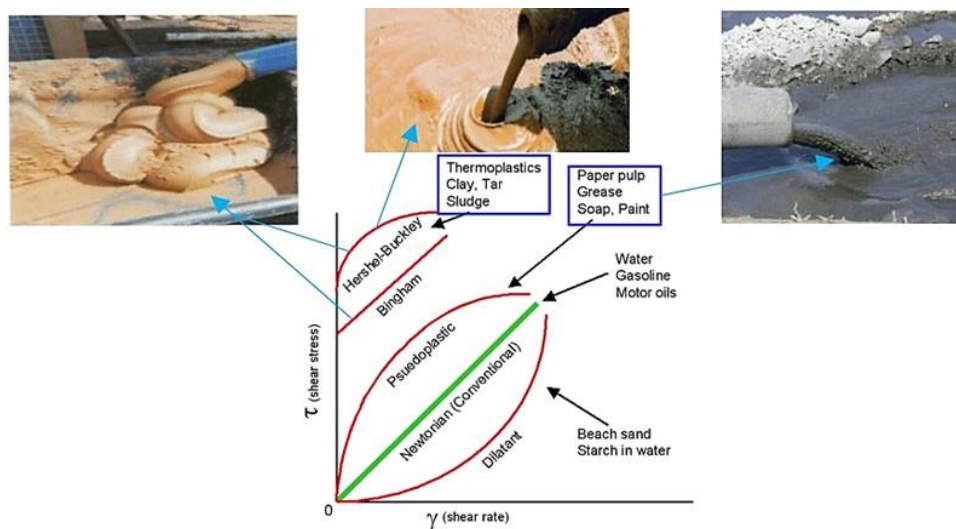 Thermoplastics
Clay, Tar
Sludge
Paper pulp
Grease
Soap, Paint
Water
Gasoline
Motor oils
Hershel-Buckley
Bingham
Psuedoplastic
Newtonian (Conventional)
Dilatant
Beach sand
Starch in water
τ (shear stress)
0
γ (shear rate)